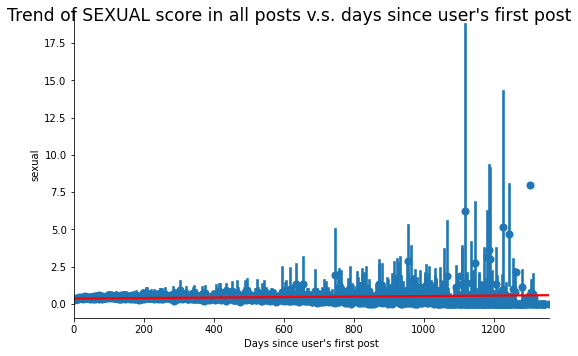 Trend of SEXUAL score in all posts v.s. days since user's first post
17.5
15.0
12.5
10.0
7.5
5.0
2.5
0.0
sexual
0 200 400 600 800 1000 1200
Days since user's first post